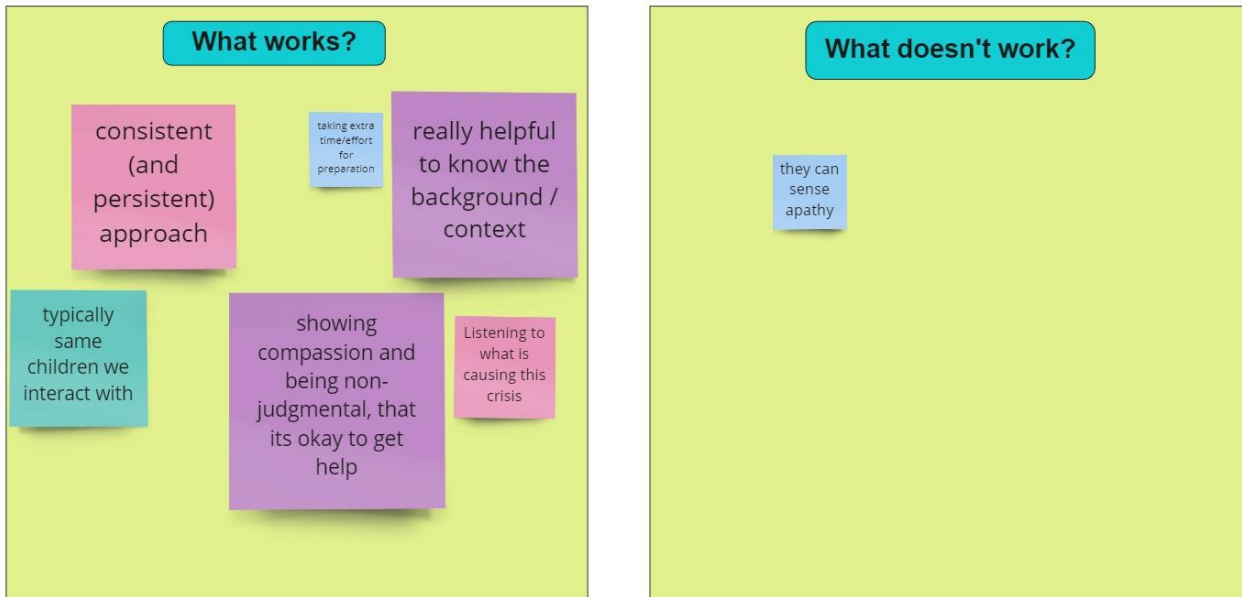 What works?
consistent
(and
persistent)
approach
taking extra
time/effort
for
preparation
really helpful
to know the
background /
context
typically
same
children we
interact with
showing
compassion and
being non-
judgmental, that
its okay to get
help
Listening to
what is
causing this
crisis
What doesn't work?
they can
sense
apathy